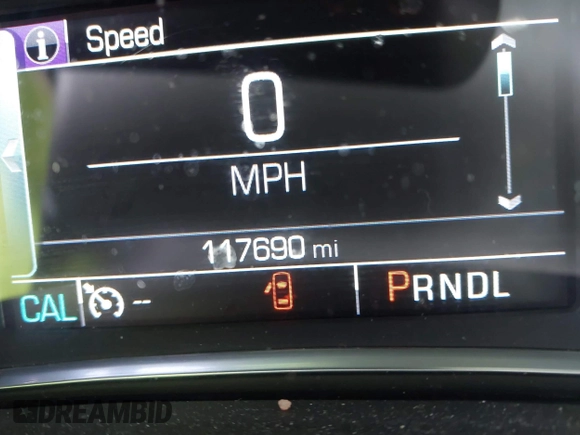 Speed
0
MPH
117690 mi
CAL -- PRNDL
DREAMBID